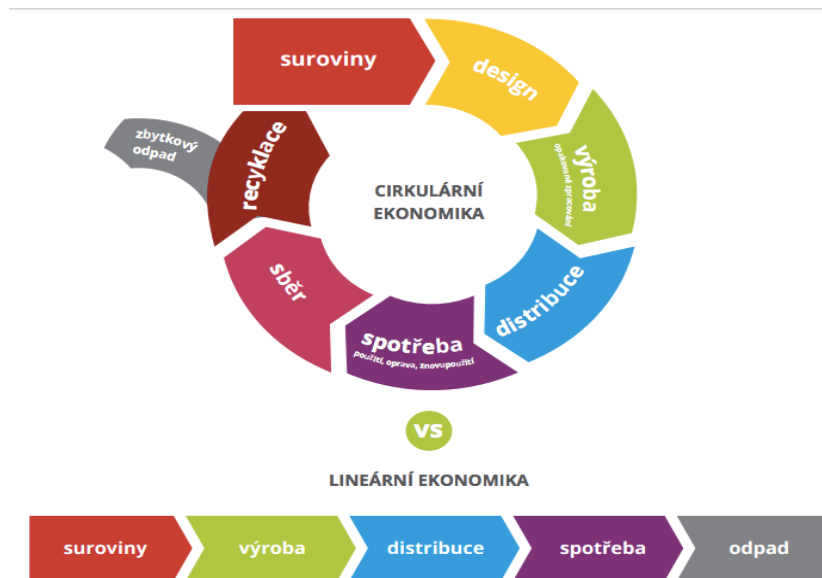 suroviny
design
výroba
opakované zpracování
distribuce
spotřeba
použití, oprava, znovupoužití
sběr
recyklace
zbytkový
odpad
CIRKULÁRNÍ
EKONOMIKA
vs
LINEÁRNÍ EKONOMIKA
suroviny
výroba
distribuce
spotřeba
odpad